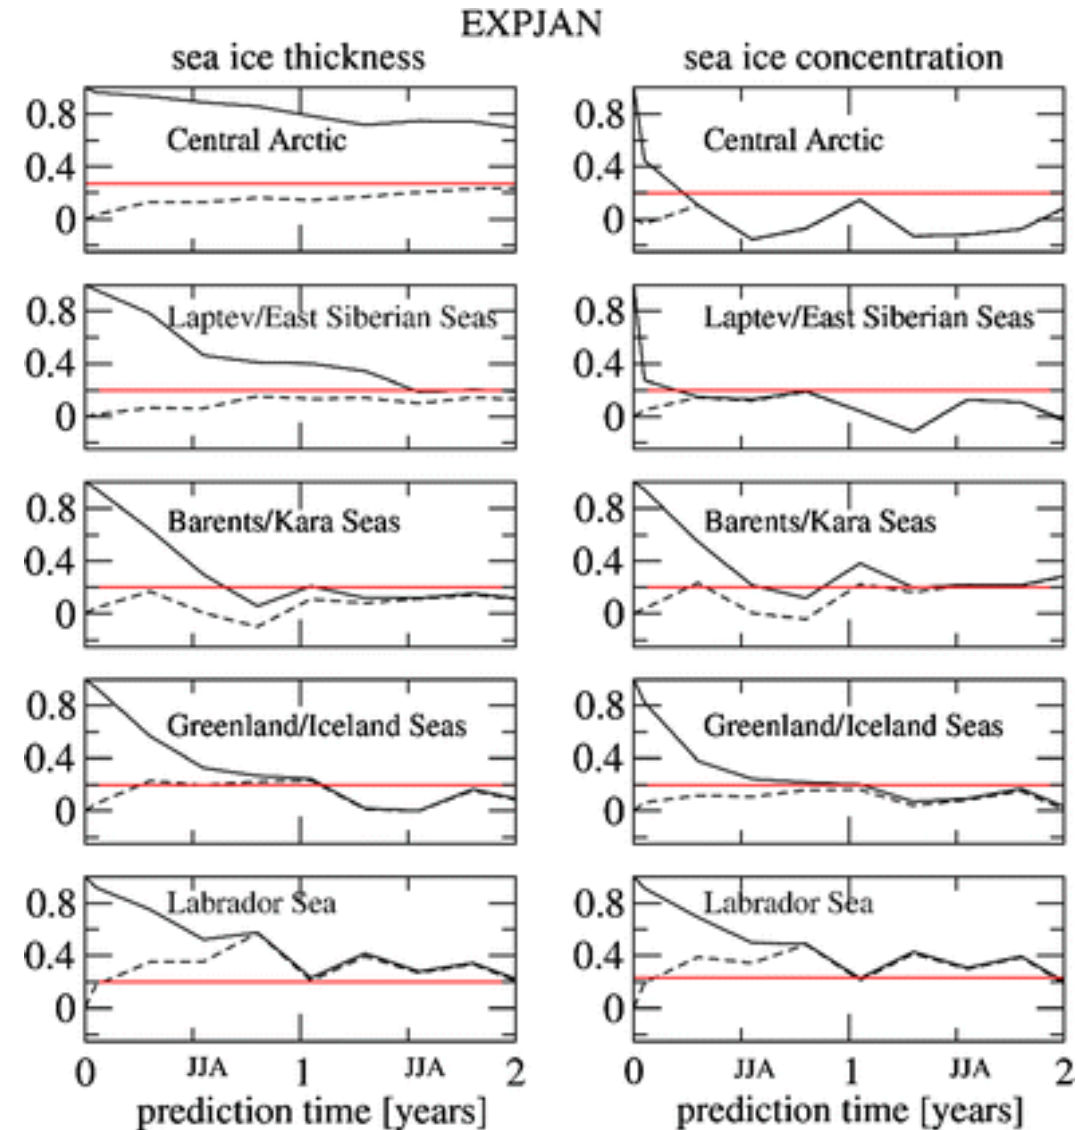 EXPJAN
sea ice thickness sea ice concentration
0.8 0.8
Central Arctic Central Arctic
0.4 0.4
0 0
0.8 0.8
Laptev/East Siberian Seas Laptev/East Siberian Seas
0.4 0.4
0 0
0.8 0.8
Barents/Kara Seas Barents/Kara Seas
0.4 0.4
0 0
0.8 0.8
Greenland/Iceland Seas Greenland/Iceland Seas
0.4 0.4
0 0
0.8 0.8
Labrador Sea Labrador Sea
0.4 0.4
0 0
0 JJA 1 JJA 2 0 JJA 1 JJA 2
prediction time [years] prediction time [years]